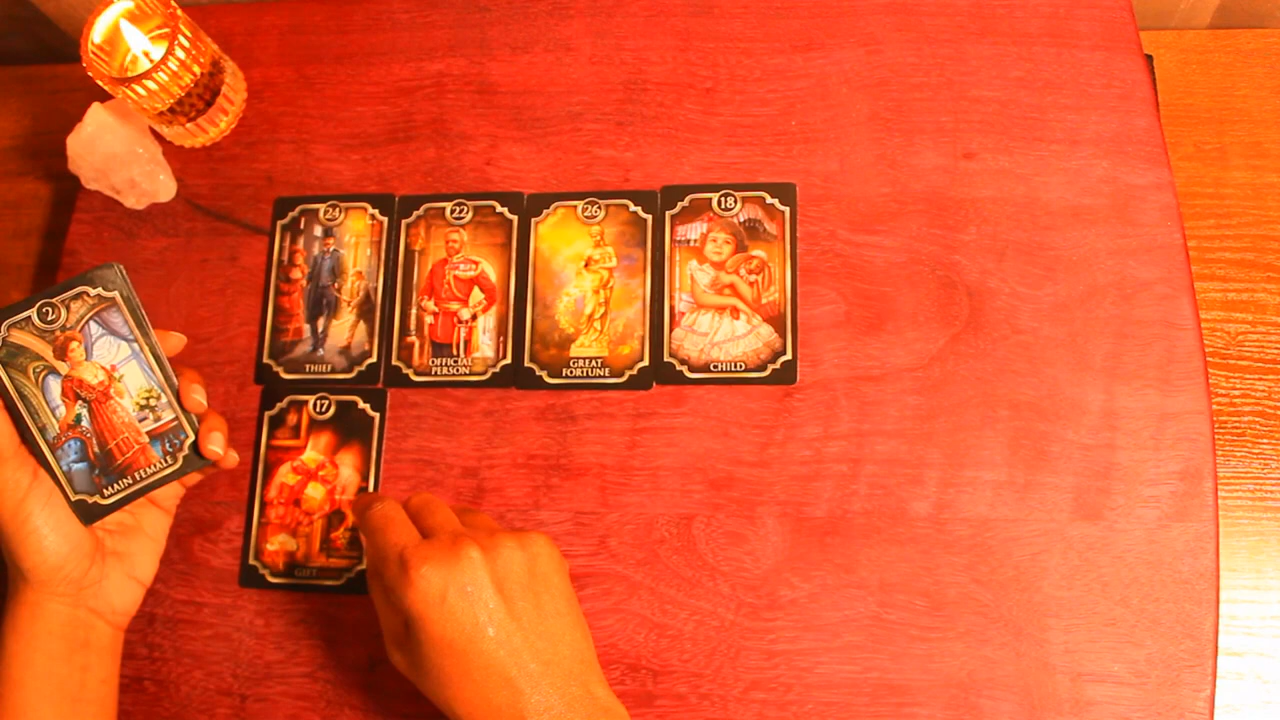 24
THIEF
22
OFFICIAL
PERSON
26
GREAT
FORTUNE
18
CHILD
2
MAIN FEMALE
17
GIFT